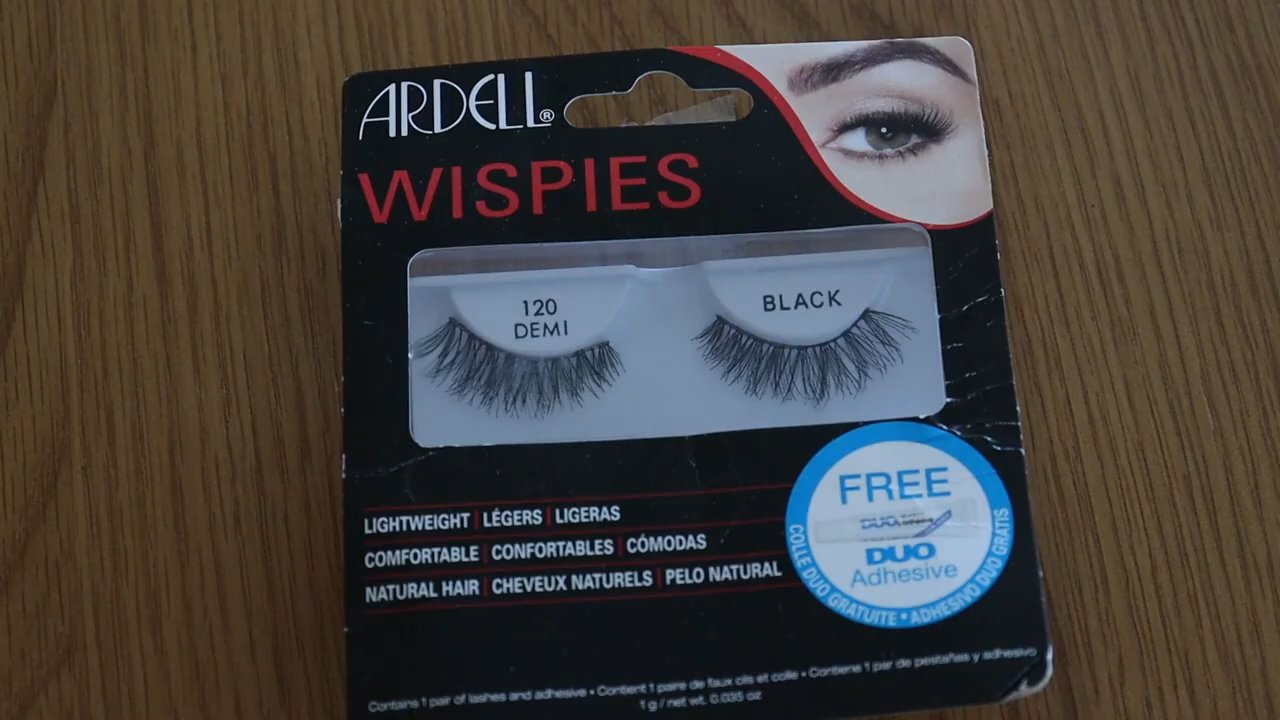 ARDELL®
WISPIES
120
DEMI
BLACK
LIGHTWEIGHT | LÉGERS | LIGERAS
COMFORTABLE | CONFORTABLES | CÓMODAS
NATURAL HAIR | CHEVEUX NATURELS | PELO NATURAL
FREE
DUO
DUO
Adhesive
COLLE DUO GRATUITE • ADHESIVO DUO GRATIS
Contains 1 pair of lashes and adhesive • Contient 1 paire de faux cils et colle • Contiene 1 par de pestañas y adhesivo
1 g / net wt. 0.035 oz